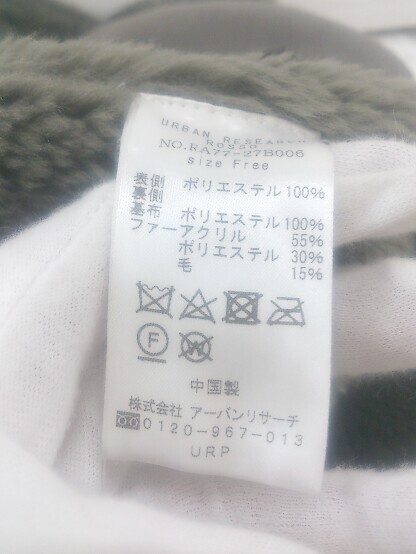 URBAN RESEARCH
ROSSO
NO.RA77-27B006
size Free
表側 ポリエステル100%
裏側
基布 ポリエステル100%
ファーアクリル 55%
ポリエステル 30%
毛 15%
F
W
中国製
株式会社 アーバンリサーチ
0120-967-013
URP